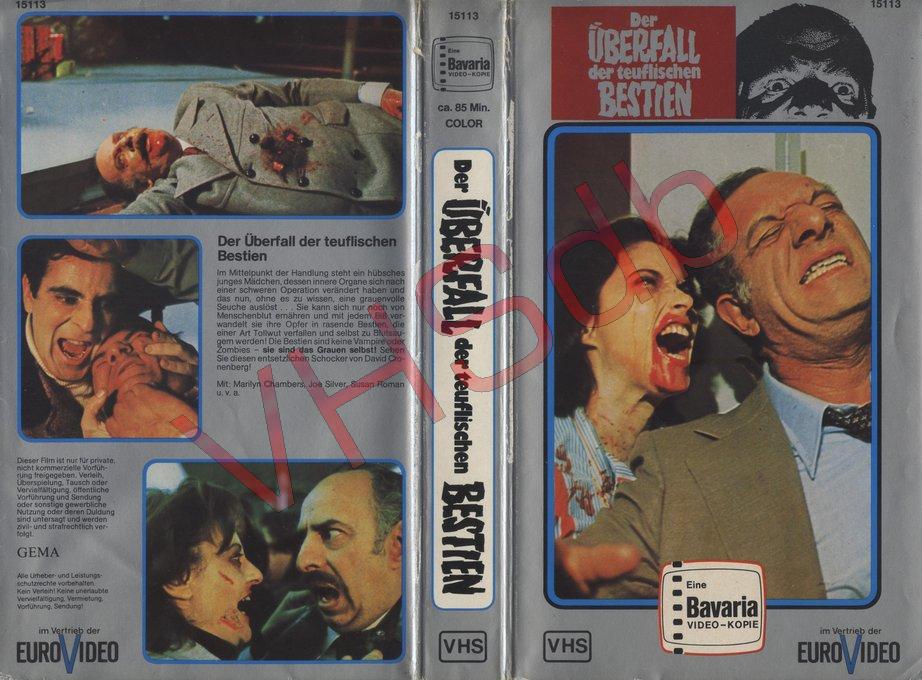 15113
Der Überfall der teuflischen
Bestien
Im Mittelpunkt der Handlung steht ein hübsches
junges Mädchen, dessen innere Organe sich nach
einer schweren Operation verändert haben und
das nun, ohne es zu wissen, eine grauenvolle
Seuche auslöst . . . Sie kann sich nur noch von
Menschenblut ernähren und mit jedem Biß ver-
wandelt sie ihre Opfer in rasende Bestien, die
einer Art Tollwut verfallen und selbst zu Blutsau-
gern werden! Die Bestien sind keine Vampire oder
Zombies – sie sind das Grauen selbst! Sehen
Sie diesen entsetzlichen Schocker von David Cro-
nenberg!
Mit: Marilyn Chambers, Joe Silver, Susan Roman
u. v. a.
Dieser Film ist nur für private,
nicht kommerzielle Vorfüh-
rung freigegeben. Verleih,
Überspielung, Tausch oder
Vervielfältigung, öffentliche
Vorführung und Sendung
oder sonstige gewerbliche
Nutzung oder deren Duldung
sind untersagt und werden
zivil- und strafrechtlich ver-
folgt.
GEMA
Alle Urheber- und Leistungs-
schutzrechte vorbehalten.
Kein Verleih! Keine unerlaubte
Vervielfältigung, Vermietung,
Vorführung, Sendung!
im Vertrieb der
EUROVIDEO
15113
Eine
Bavaria
VIDEO-KOPIE
ca. 85 Min.
COLOR
Der ÜBERFALL der teuflischen BESTIEN
VHS
15113
Der
ÜBERFALL
der teuflischen
BESTIEN
Eine
Bavaria
VIDEO-KOPIE
VHS
im Vertrieb der
EUROVIDEO
VHSdb